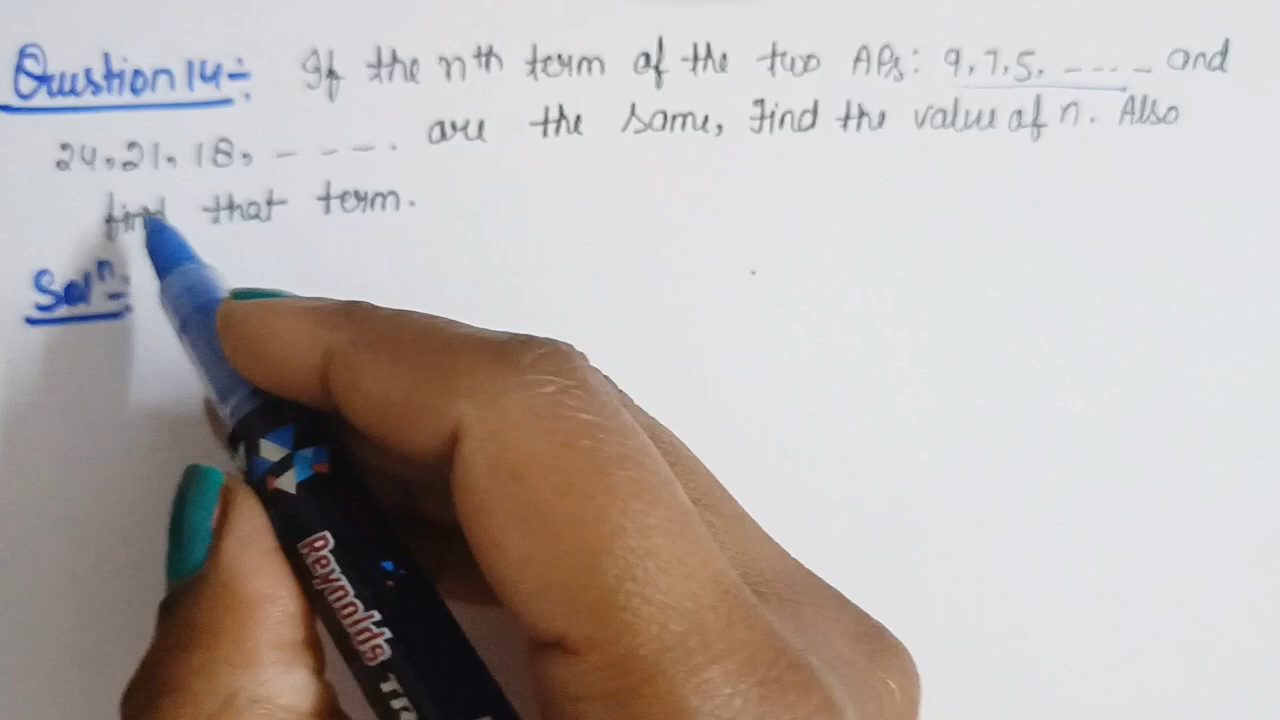 Question 14÷ If the nth term of the two APs: 9,7,5, ----- and
24,21,18, ----. are the same, find the value of n. Also
find that term.
Solⁿ:
Reynolds